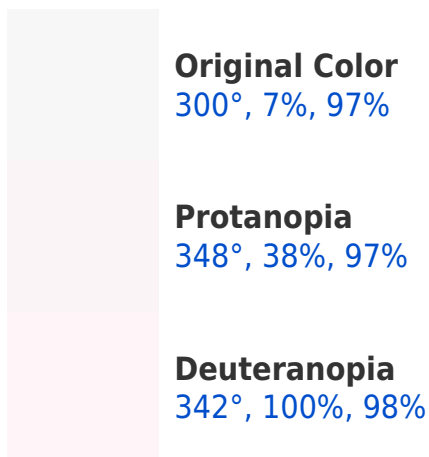 Original Color
300°, 7%, 97%
Protanopia
348°, 38%, 97%
Deuteranopia
342°, 100%, 98%